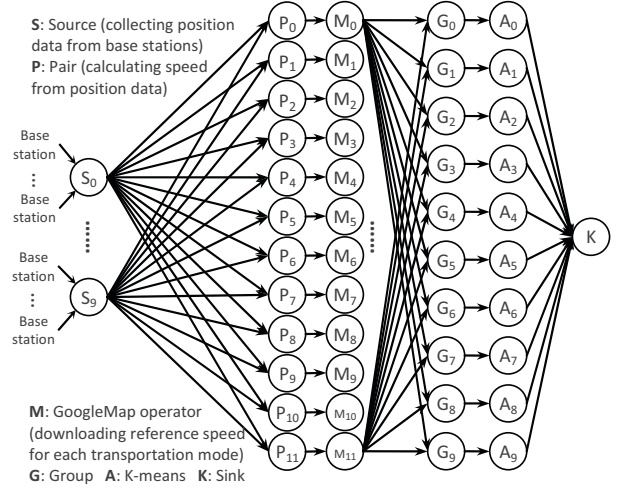 S: Source (collecting position
data from base stations)
P: Pair (calculating speed
from position data)
Base
station
...
Base
station
S0
......
Base
station
...
Base
station
S9
P0 M0
P1 M1
P2 M2
P3 M3
P4 M4
P5 M5
P6 M6
P7 M7
P8 M8
P9 M9
P10 M10
P11 M11
......
G0 A0
G1 A1
G2 A2
G3 A3
G4 A4
G5 A5
G6 A6
G7 A7
G8 A8
G9 A9
K
M: GoogleMap operator
(downloading reference speed
for each transportation mode)
G: Group A: K-means K: Sink